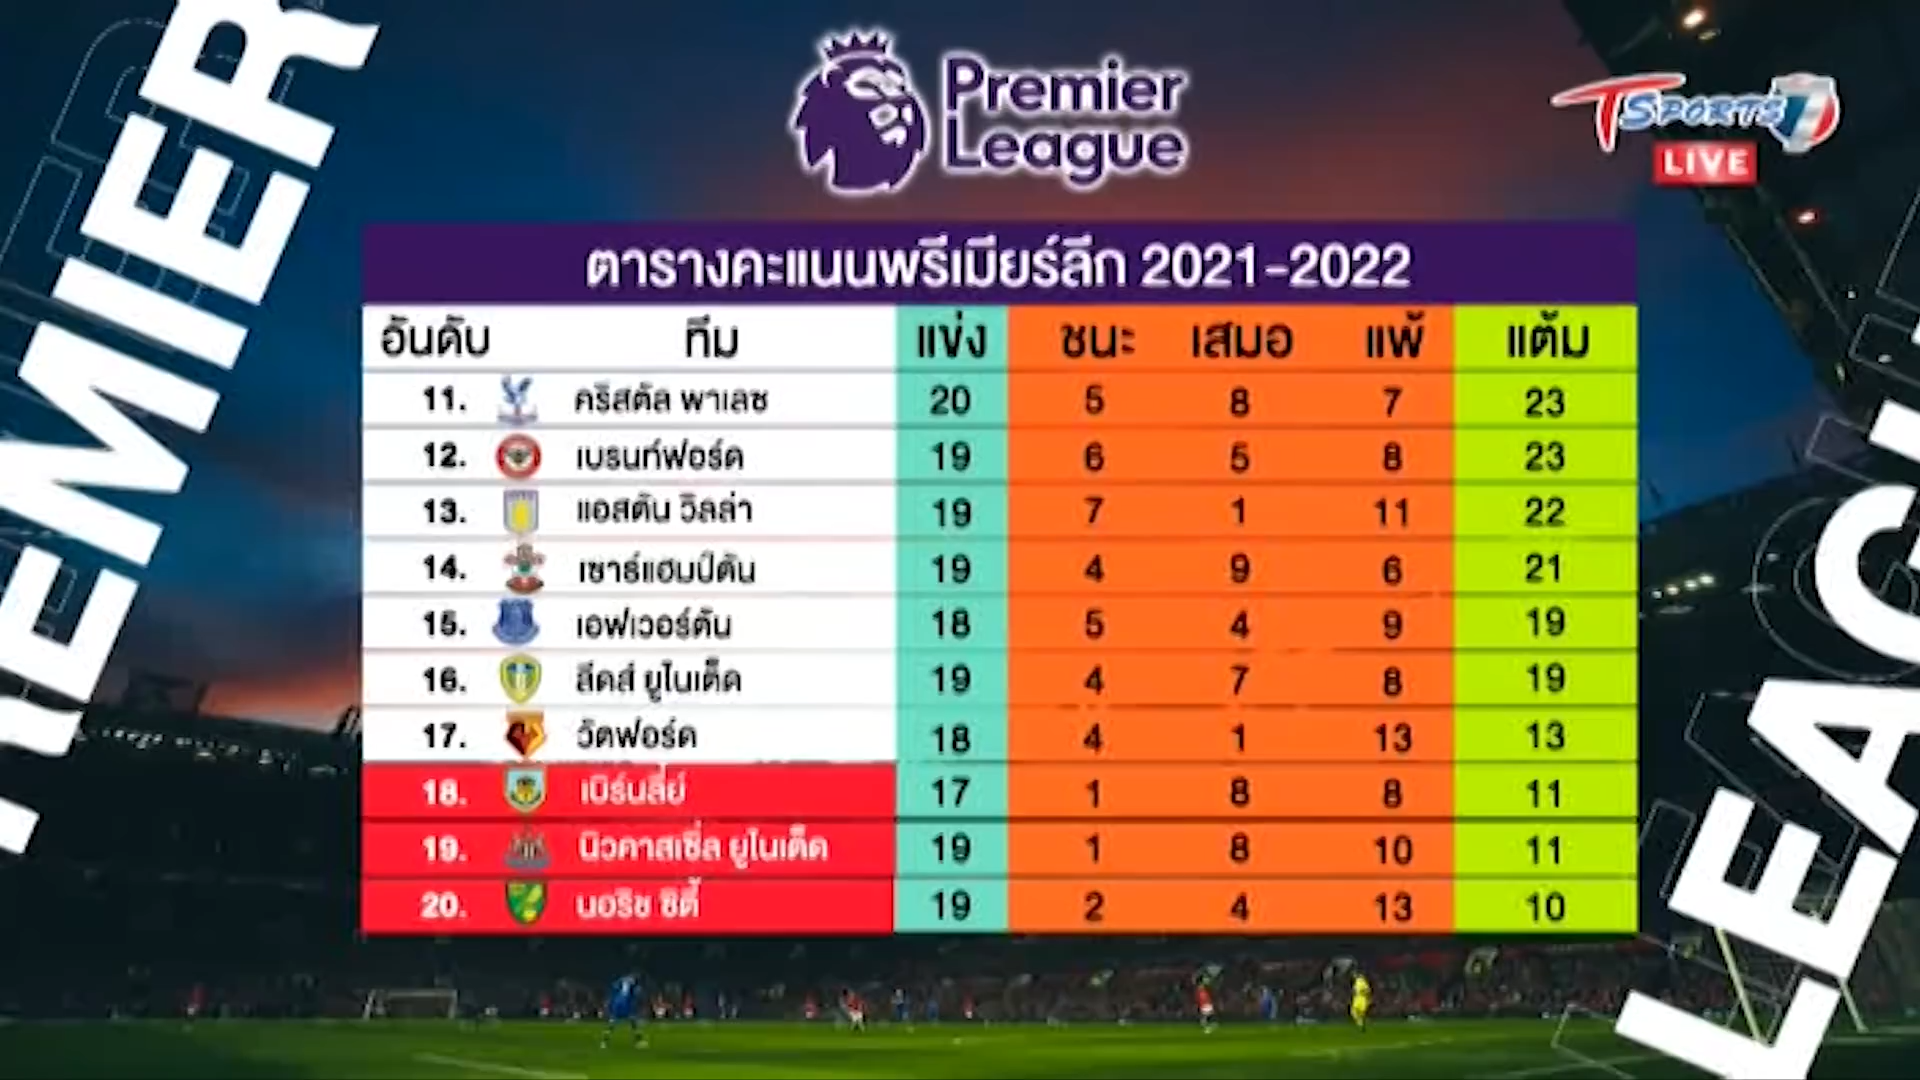 PREMIER
Premier
League
TSPORTS 7
LIVE
ตารางคะแนนพรีเมียร์ลีก 2021-2022
อันดับ ทีม แข่ง ชนะ เสมอ แพ้ แต้ม
11. คริสตัล พาเลซ 20 5 8 7 23
12. เบรนท์ฟอร์ด 19 6 5 8 23
13. แอสตัน วิลล่า 19 7 1 11 22
14. เซาธ์แฮมป์ตัน 19 4 9 6 21
15. เอฟเวอร์ตัน 18 5 4 9 19
16. ลีดส์ ยูไนเต็ด 19 4 7 8 19
17. วัตฟอร์ด 18 4 1 13 13
18. เบิร์นลี่ย์ 17 1 8 8 11
19. นิวคาสเซิ่ล ยูไนเต็ด 19 1 8 10 11
20. นอริช ซิตี้ 19 2 4 13 10
LEAGUE